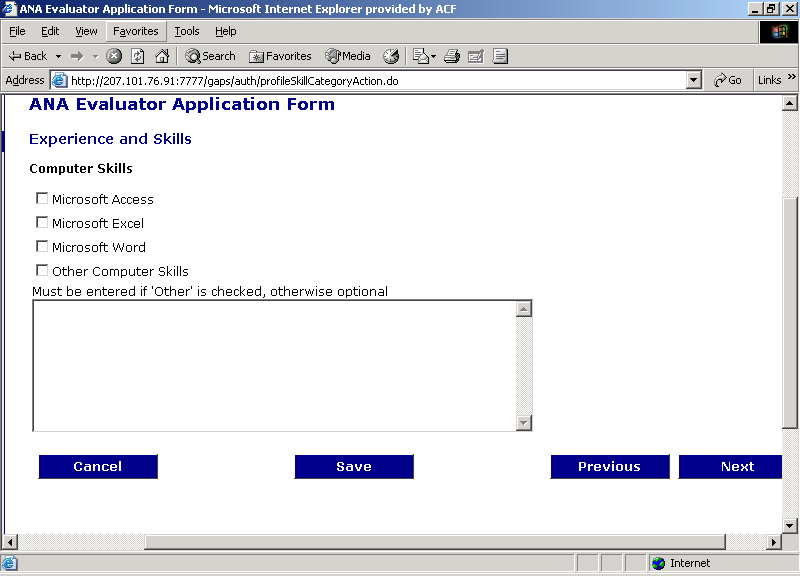 ANA Evaluator Application Form - Microsoft Internet Explorer provided by ACF
File Edit View Favorites Tools Help
Back Search Favorites Media
Address http://207.101.76.91:7777/gaps/auth/profileSkillCategoryAction.do Go Links »
ANA Evaluator Application Form
Experience and Skills
Computer Skills
Microsoft Access
Microsoft Excel
Microsoft Word
Other Computer Skills
Must be entered if 'Other' is checked, otherwise optional
Cancel Save Previous Next
Internet